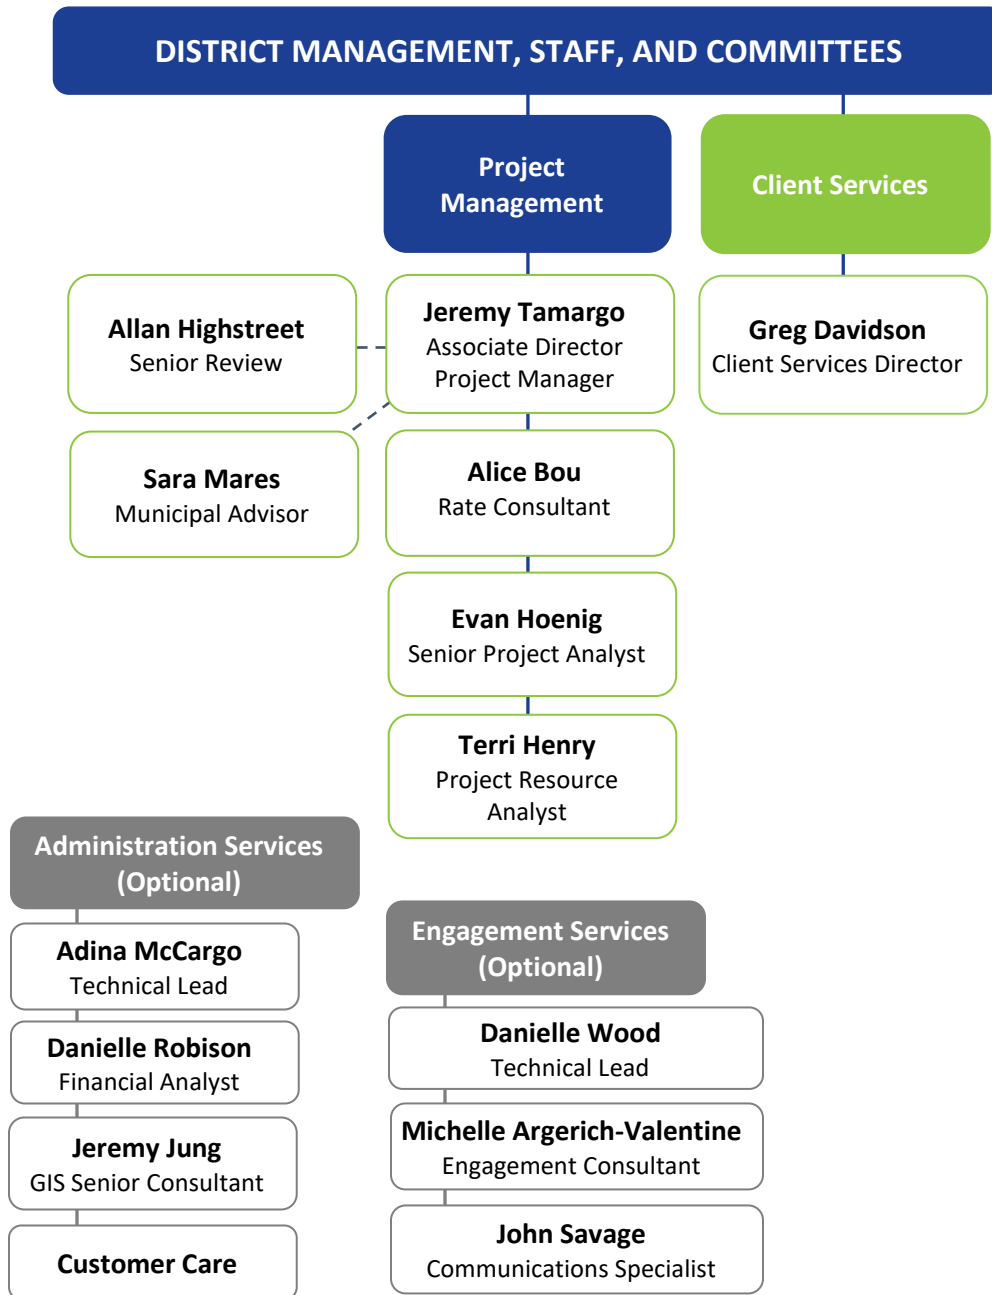 DISTRICT MANAGEMENT, STAFF, AND COMMITTEES
Project
Management
Client Services
Allan Highstreet
Senior Review
Jeremy Tamargo
Associate Director
Project Manager
Greg Davidson
Client Services Director
Sara Mares
Municipal Advisor
Alice Bou
Rate Consultant
Evan Hoenig
Senior Project Analyst
Terri Henry
Project Resource
Analyst
Administration Services
(Optional)
Adina McCargo
Technical Lead
Danielle Robison
Financial Analyst
Jeremy Jung
GIS Senior Consultant
Customer Care
Engagement Services
(Optional)
Danielle Wood
Technical Lead
Michelle Argerich-Valentine
Engagement Consultant
John Savage
Communications Specialist